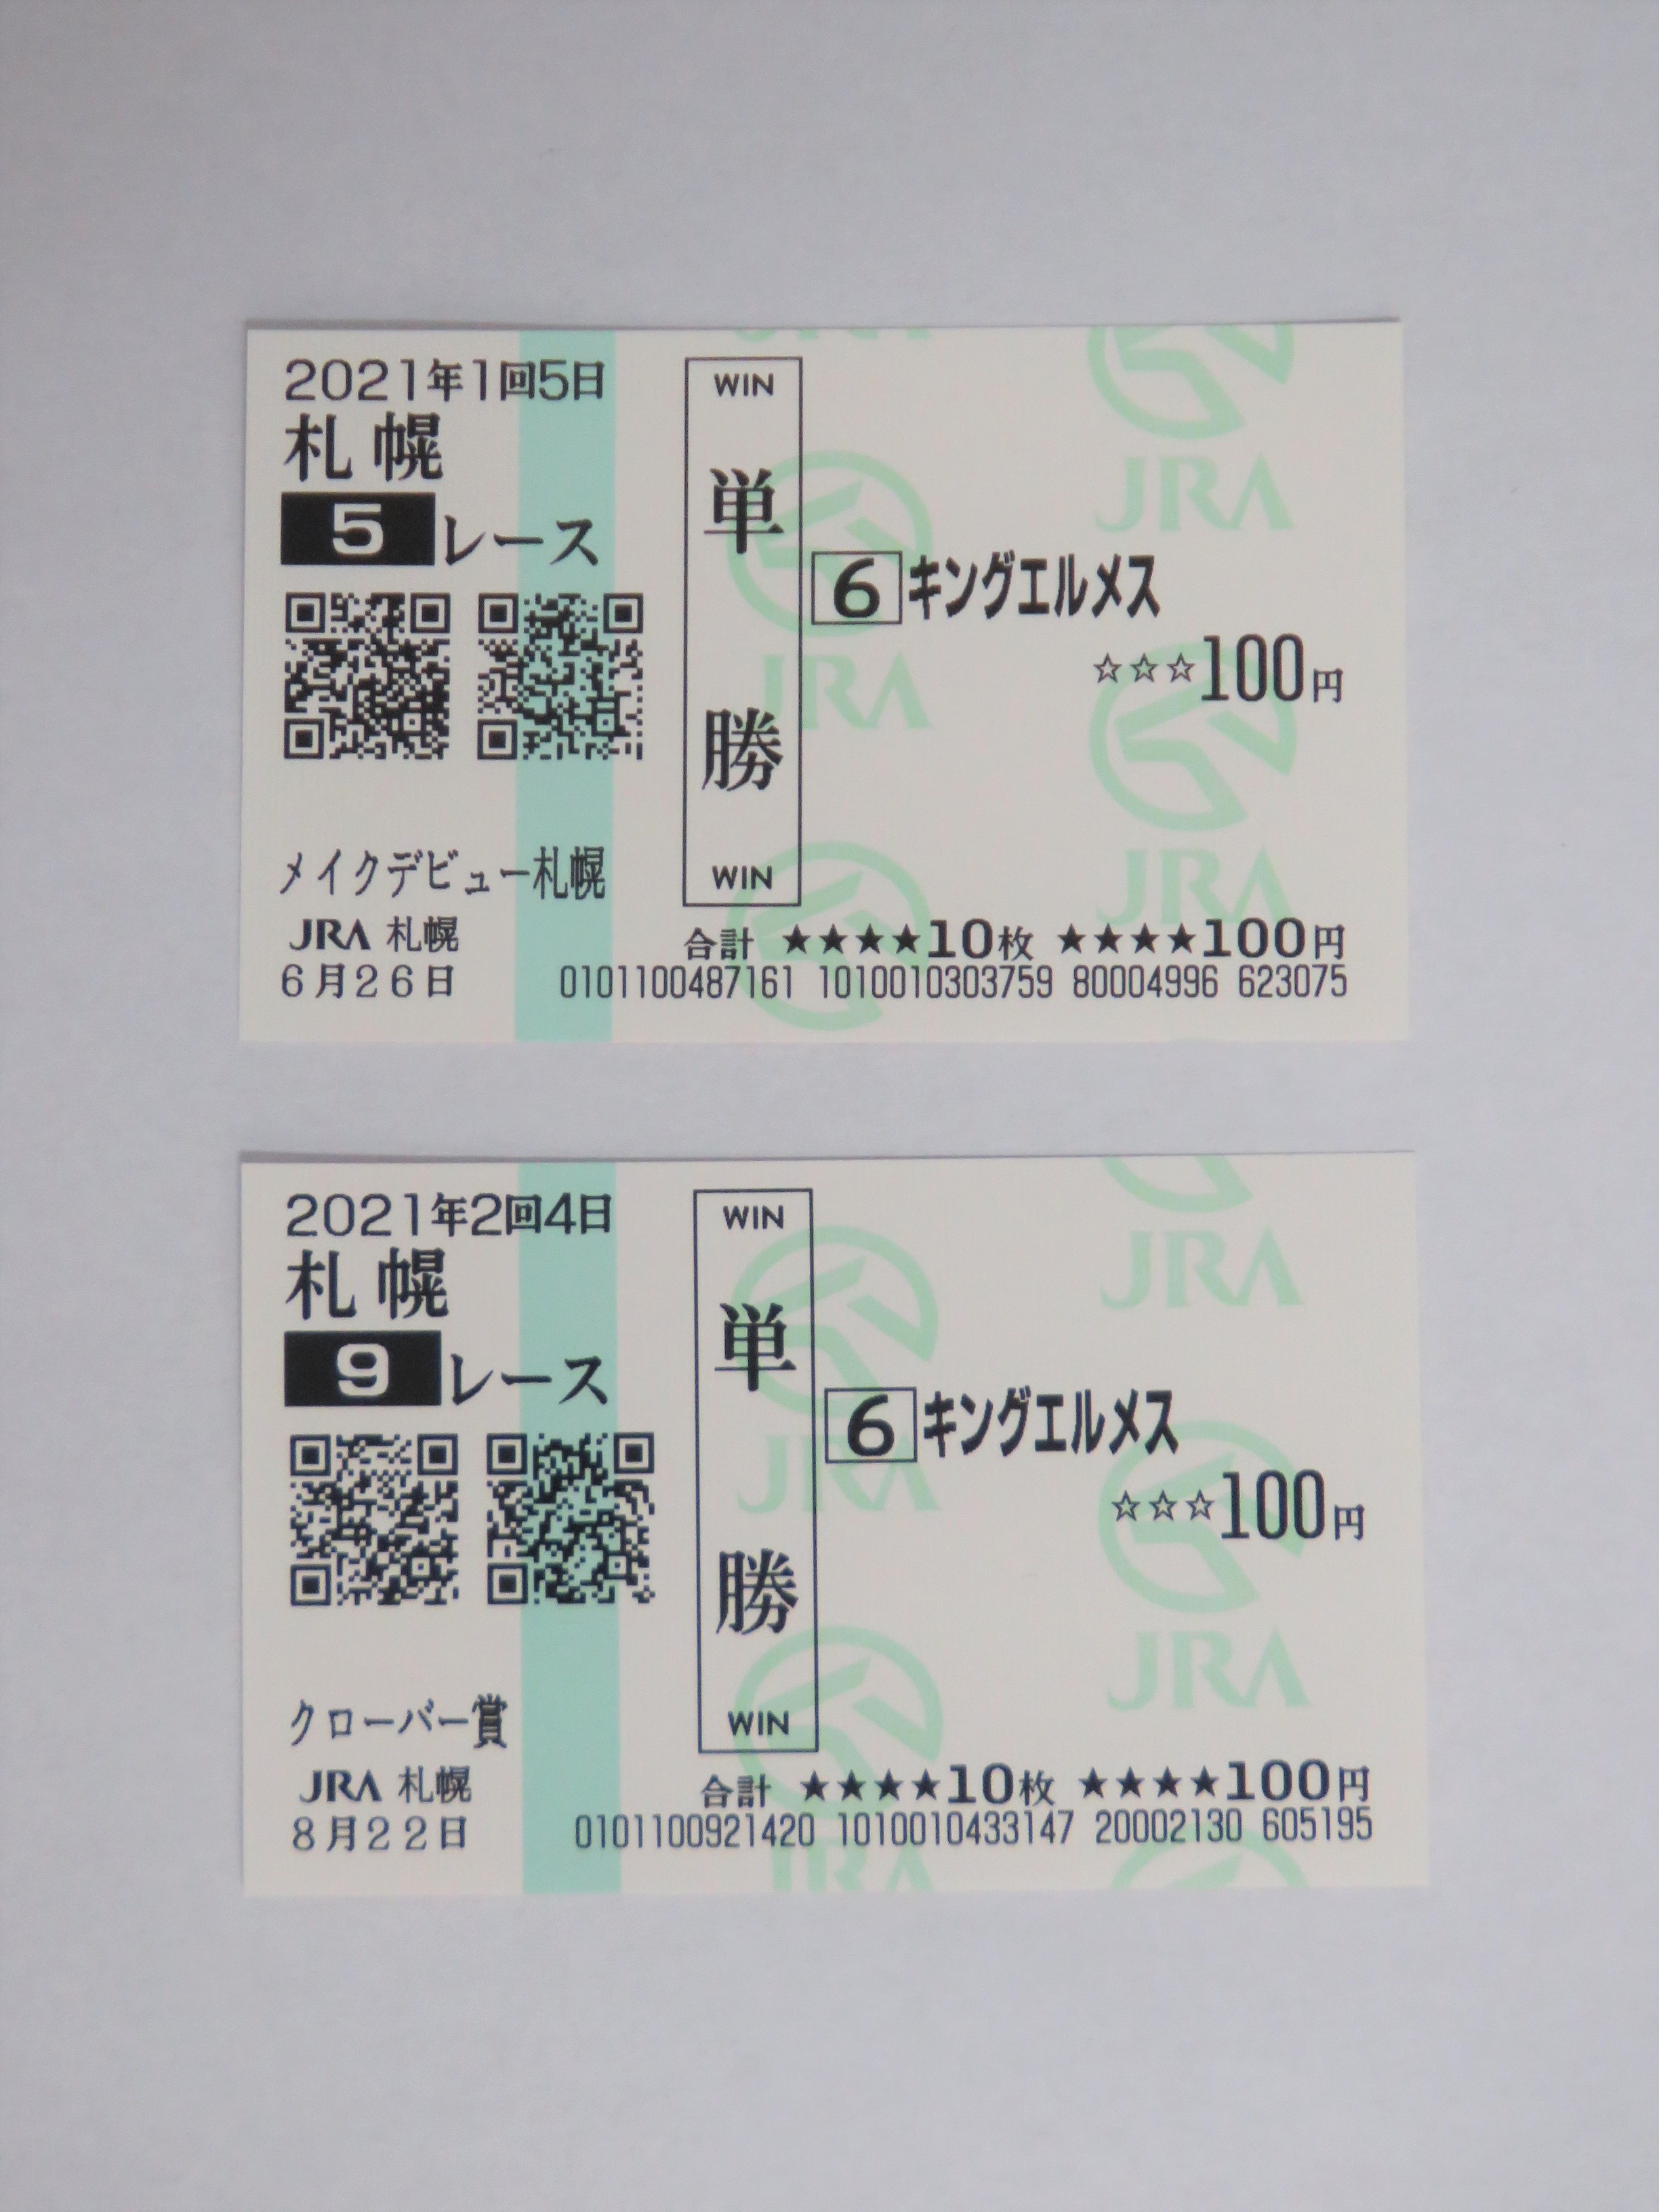 2021年1回5日
札幌
5レース
メイクデビュー札幌
JRA 札幌
6月26日
WIN
単勝
WIN
6キングエルメス
☆☆☆100円
合計 ★★★★10枚 ★★★★100円
0101100487161 1010010303759 80004996 623075
JRA
JRA
JRA
JRA
2021年2回4日
札幌
9レース
クローバー賞
JRA 札幌
8月22日
WIN
単勝
WIN
6キングエルメス
☆☆☆100円
合計 ★★★★10枚 ★★★★100円
0101100921420 1010010433147 20002130 605195
JRA
JRA
JRA
JRA